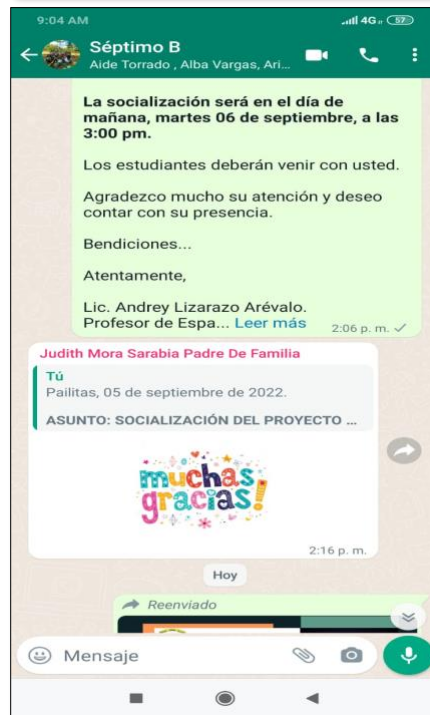 9:04 AM
4G
57
Séptimo B
Aide Torrado , Alba Vargas, Ari...
La socialización será en el día de
mañana, martes 06 de septiembre, a las
3:00 pm.
Los estudiantes deberán venir con usted.
Agradezco mucho su atención y deseo
contar con su presencia.
Bendiciones...
Atentamente,
Lic. Andrey Lizarazo Arévalo.
Profesor de Espa... Leer más
2:06 p. m.
Judith Mora Sarabia Padre De Familia
Tú
Pailitas, 05 de septiembre de 2022.
ASUNTO: SOCIALIZACIÓN DEL PROYECTO ...
muchas
gracias!
2:16 p. m.
Hoy
Reenviado
Mensaje